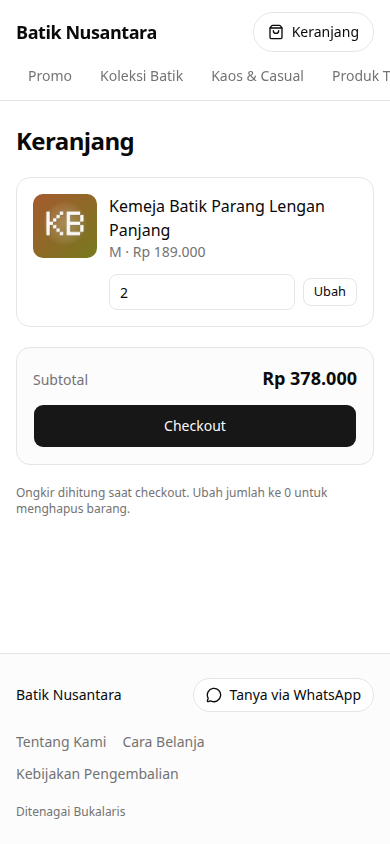 Batik Nusantara
Keranjang
Promo
Koleksi Batik
Kaos & Casual
Produk T
Keranjang
KB
Kemeja Batik Parang Lengan
Panjang
M · Rp 189.000
2
Ubah
Subtotal
Rp 378.000
Checkout
Ongkir dihitung saat checkout. Ubah jumlah ke 0 untuk
menghapus barang.
Batik Nusantara
Tanya via WhatsApp
Tentang Kami
Cara Belanja
Kebijakan Pengembalian
Ditenagai Bukalaris